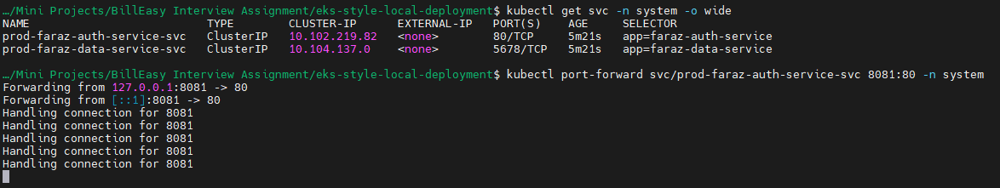 …/Mini Projects/BillEasy Interview Assignment/eks-style-local-deployment$ kubectl get svc -n system -o wide
NAME TYPE CLUSTER-IP EXTERNAL-IP PORT(S) AGE SELECTOR
prod-faraz-auth-service-svc ClusterIP 10.102.219.82 <none> 80/TCP 5m21s app=faraz-auth-service
prod-faraz-data-service-svc ClusterIP 10.104.137.0 <none> 5678/TCP 5m21s app=faraz-data-service
…/Mini Projects/BillEasy Interview Assignment/eks-style-local-deployment$ kubectl port-forward svc/prod-faraz-auth-service-svc 8081:80 -n system
Forwarding from 127.0.0.1:8081 -> 80
Forwarding from [::1]:8081 -> 80
Handling connection for 8081
Handling connection for 8081
Handling connection for 8081
Handling connection for 8081
Handling connection for 8081